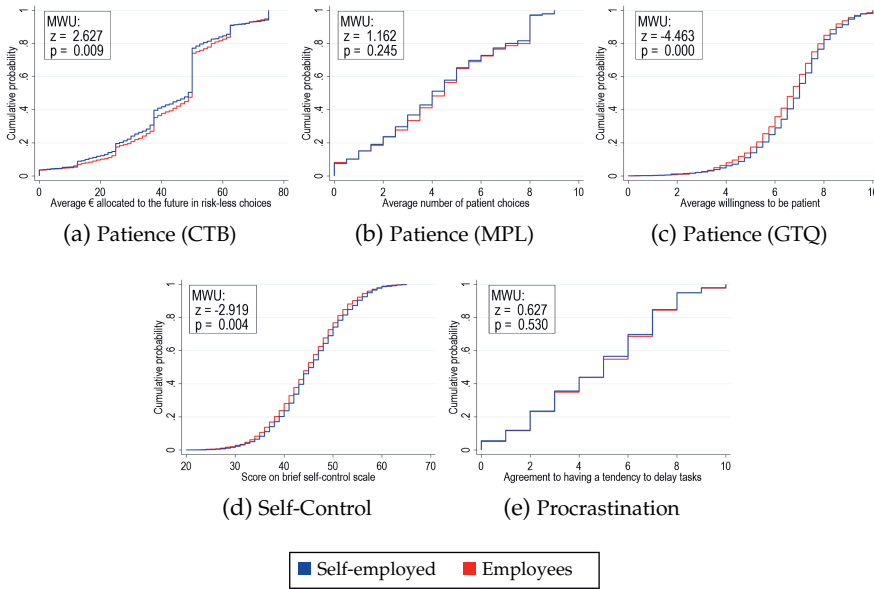 MWU:
z = 2.627
p = 0.009
Cumulative probability
0 .2 .4 .6 .8 1
0 20 40 60 80
Average € allocated to the future in risk-less choices
(a) Patience (CTB)
MWU:
z = 1.162
p = 0.245
Cumulative probability
0 .2 .4 .6 .8 1
0 2 4 6 8 10
Average number of patient choices
(b) Patience (MPL)
MWU:
z = -4.463
p = 0.000
Cumulative probability
0 .2 .4 .6 .8 1
0 2 4 6 8 10
Average willingness to be patient
(c) Patience (GTQ)
MWU:
z = -2.919
p = 0.004
Cumulative probability
0 .2 .4 .6 .8 1
20 30 40 50 60 70
Score on brief self-control scale
(d) Self-Control
MWU:
z = 0.627
p = 0.530
Cumulative probability
0 .2 .4 .6 .8 1
0 2 4 6 8 10
Agreement to having a tendency to delay tasks
(e) Procrastination
Self-employed Employees